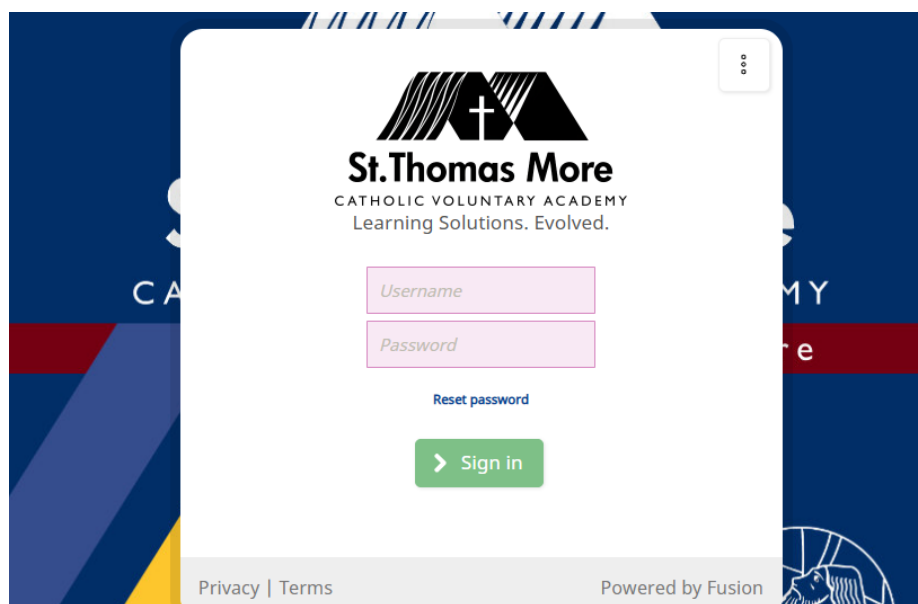 St.Thomas More
CATHOLIC VOLUNTARY ACADEMY
Learning Solutions. Evolved.
Username
Password
Reset password
Sign in
Privacy | Terms
Powered by Fusion